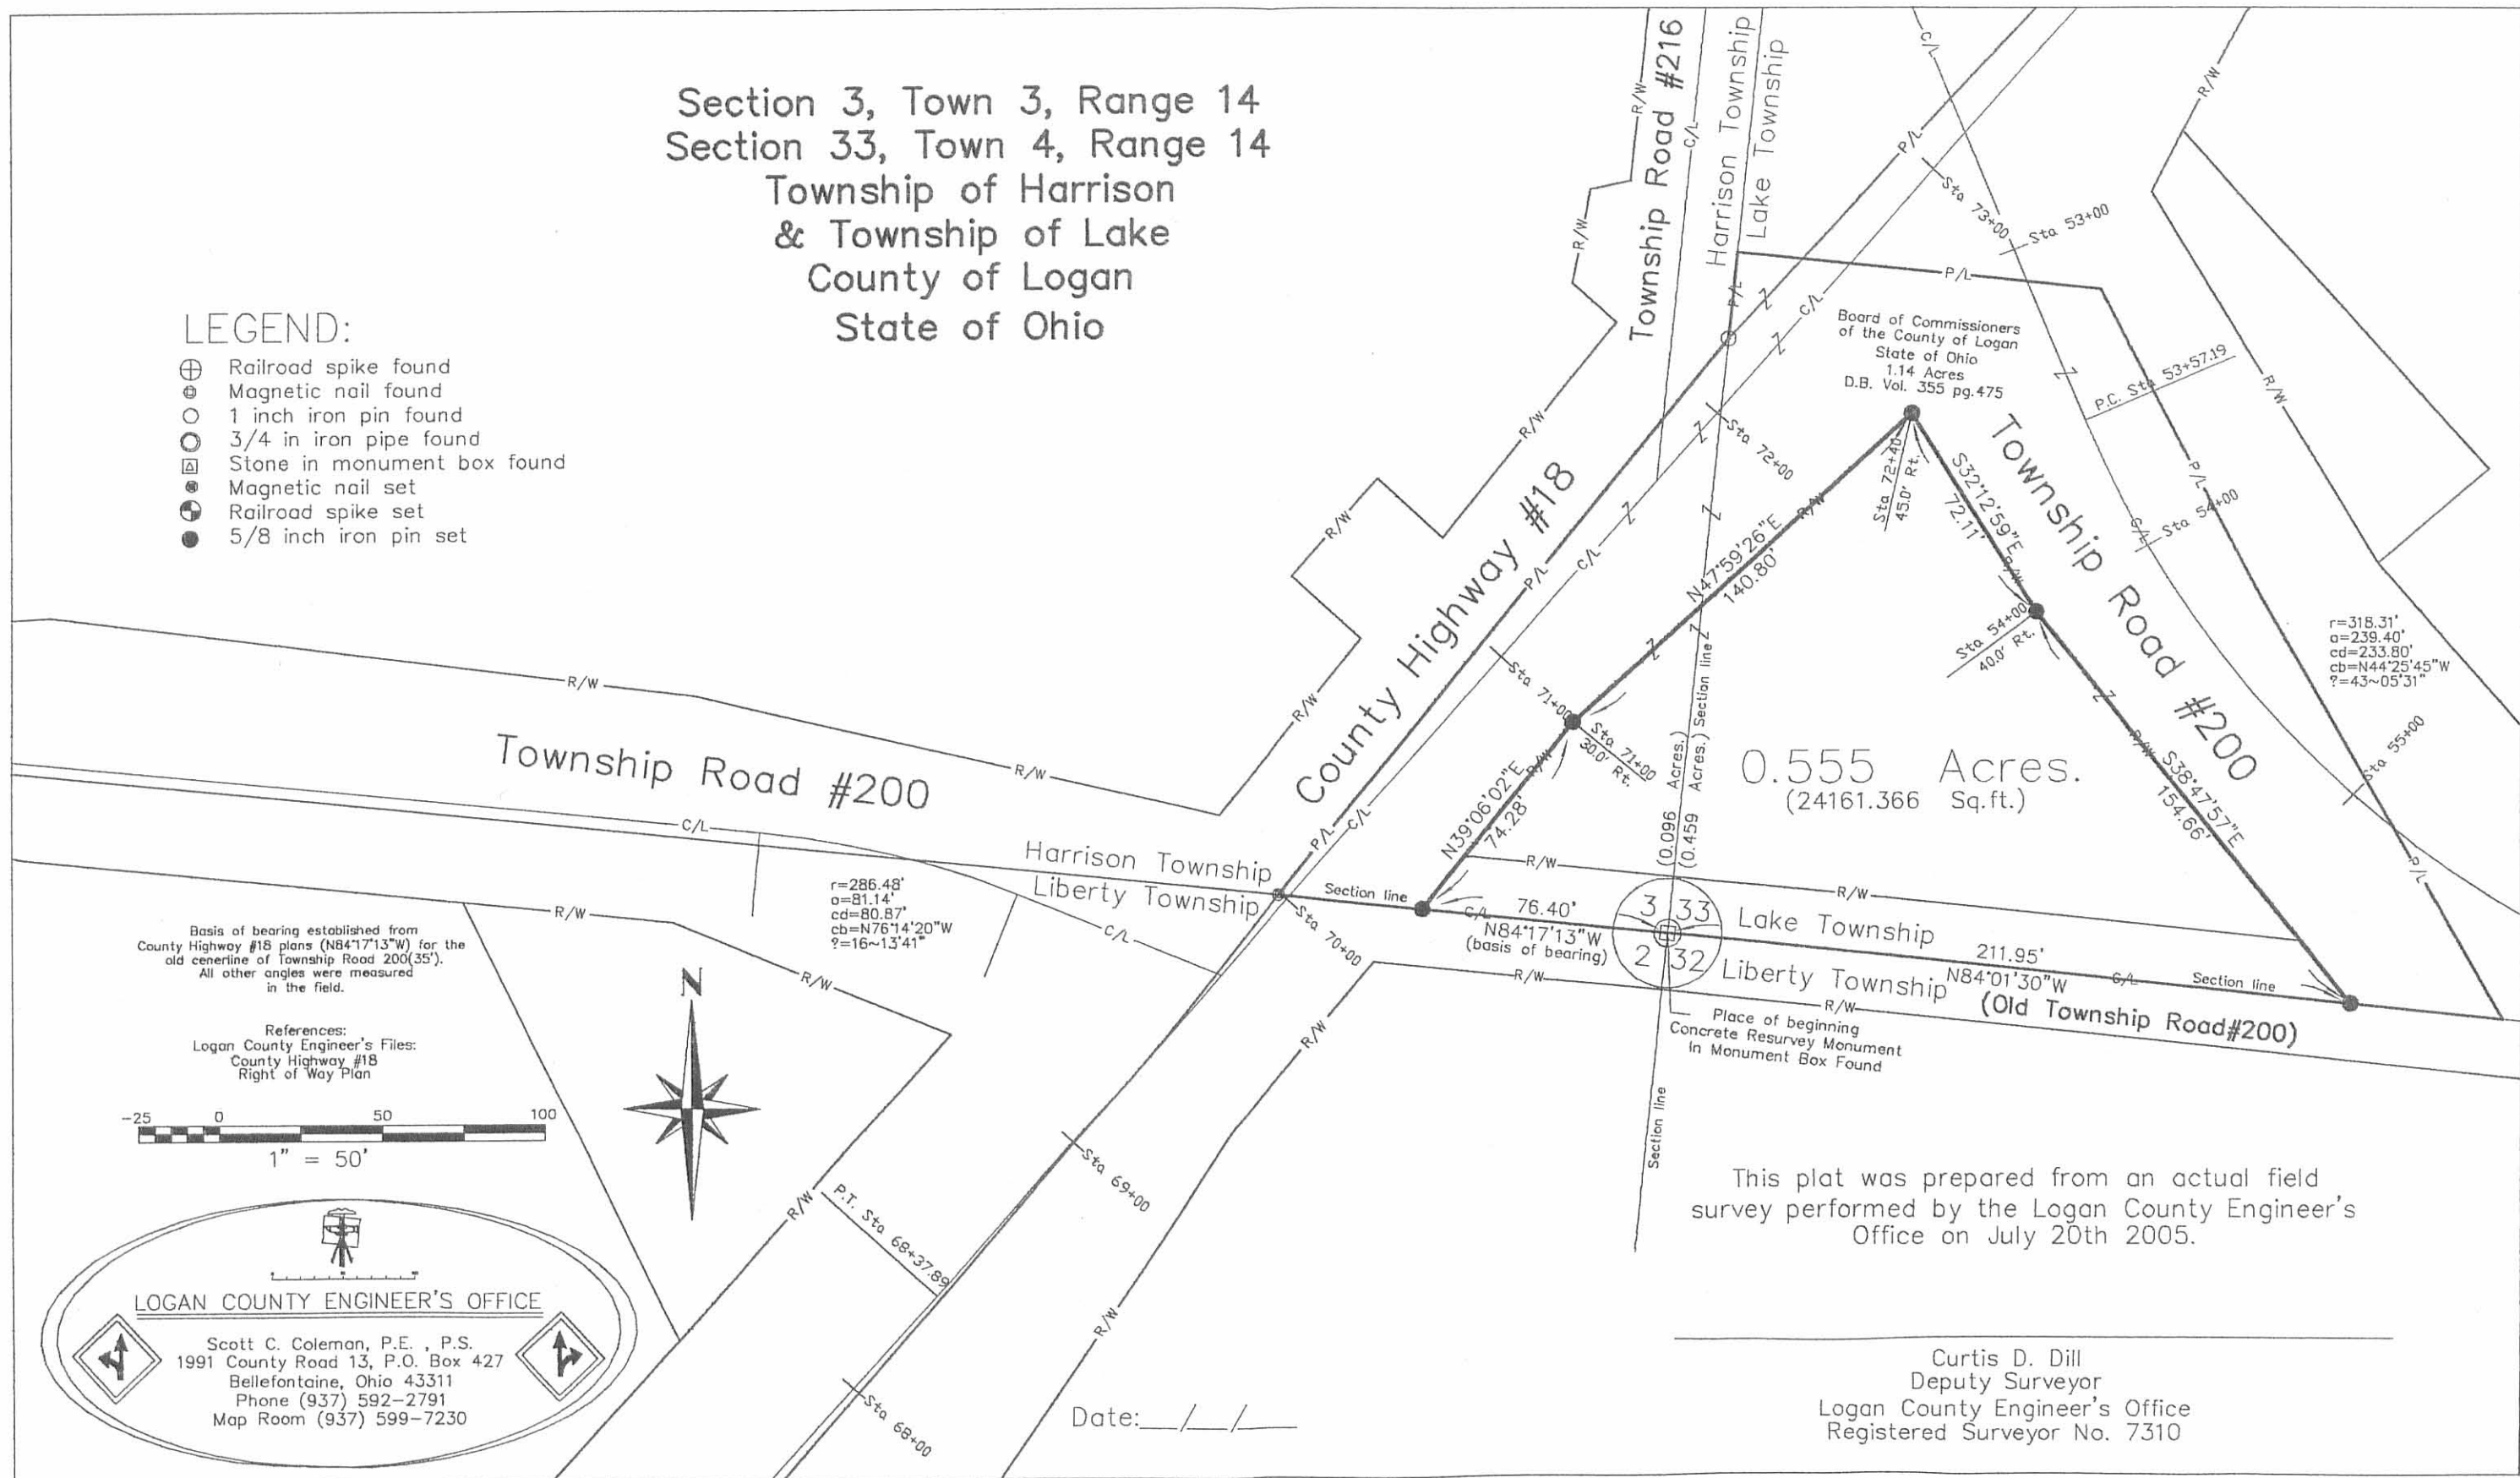 Section 3, Town 3, Range 14
Section 33, Town 4, Range 14
Township of Harrison
& Township of Lake
County of Logan
State of Ohio
LEGEND:
Railroad spike found
Magnetic nail found
1 inch iron pin found
3/4 in iron pipe found
Stone in monument box found
Magnetic nail set
Railroad spike set
5/8 inch iron pin set
R/W
Township Road #216
C/L
Harrison Township
Lake Township
P/L
C/L
P/L
R/W
R/W
P/L
C/L
Sta 73+00
Sta 53+00
P/L
Board of Commissioners
of the County of Logan
State of Ohio
1.14 Acres
D.B. Vol. 355 pg.475
P.C. Sta 53+57.19
R/W
R/W
Sta 72+00
Sta 72+40
45.0' Rt.
S32°12'59"E
72.11'
R/W
Township Road #200
P/L
C/L
Sta 54+00
R/W
County Highway #18
P/L
C/L
N47°59'26"E
140.80'
R/W
Sta 54+00
40.0' Rt.
r=318.31'
a=239.40'
cd=233.80'
cb=N44°25'45"W
?=43~05'31"
Sta 71+00
Sta 71+00
30.0' Rt.
Section line
(0.096 Acres.)
(0.459 Acres.)
0.555 Acres.
(24161.366 Sq.ft.)
R/W
S38°47'57"E
154.66'
Sta 55+00
P/L
R/W
R/W
R/W
Township Road #200
C/L
P/L
C/L
N39°06'02"E
74.28'
R/W
R/W
R/W
Harrison Township
Liberty Township
Section line
C/L
76.40'
N84°17'13"W
(basis of bearing)
3 33
2 32
Lake Township
Liberty Township
211.95'
N84°01'30"W
C/L
Section line
(Old Township Road#200)
R/W
R/W
Place of beginning
Concrete Resurvey Monument
In Monument Box Found
Section line
r=286.48'
a=81.14'
cd=80.87'
cb=N76°14'20"W
?=16~13'41"
C/L
Sta 70+00
R/W
R/W
R/W
Basis of bearing established from
County Highway #18 plans (N84°17'13"W) for the
old cenerline of Township Road 200(35').
All other angles were measured
in the field.
References:
Logan County Engineer's Files:
County Highway #18
Right of Way Plan
N
-25 0 50 100
1" = 50'
R/W
P.T. Sta 68+37.89
Sta 69+00
R/W
Sta 68+00
LOGAN COUNTY ENGINEER'S OFFICE
Scott C. Coleman, P.E. , P.S.
1991 County Road 13, P.O. Box 427
Bellefontaine, Ohio 43311
Phone (937) 592-2791
Map Room (937) 599-7230
Date:__/__/___
This plat was prepared from an actual field
survey performed by the Logan County Engineer's
Office on July 20th 2005.
Curtis D. Dill
Deputy Surveyor
Logan County Engineer's Office
Registered Surveyor No. 7310